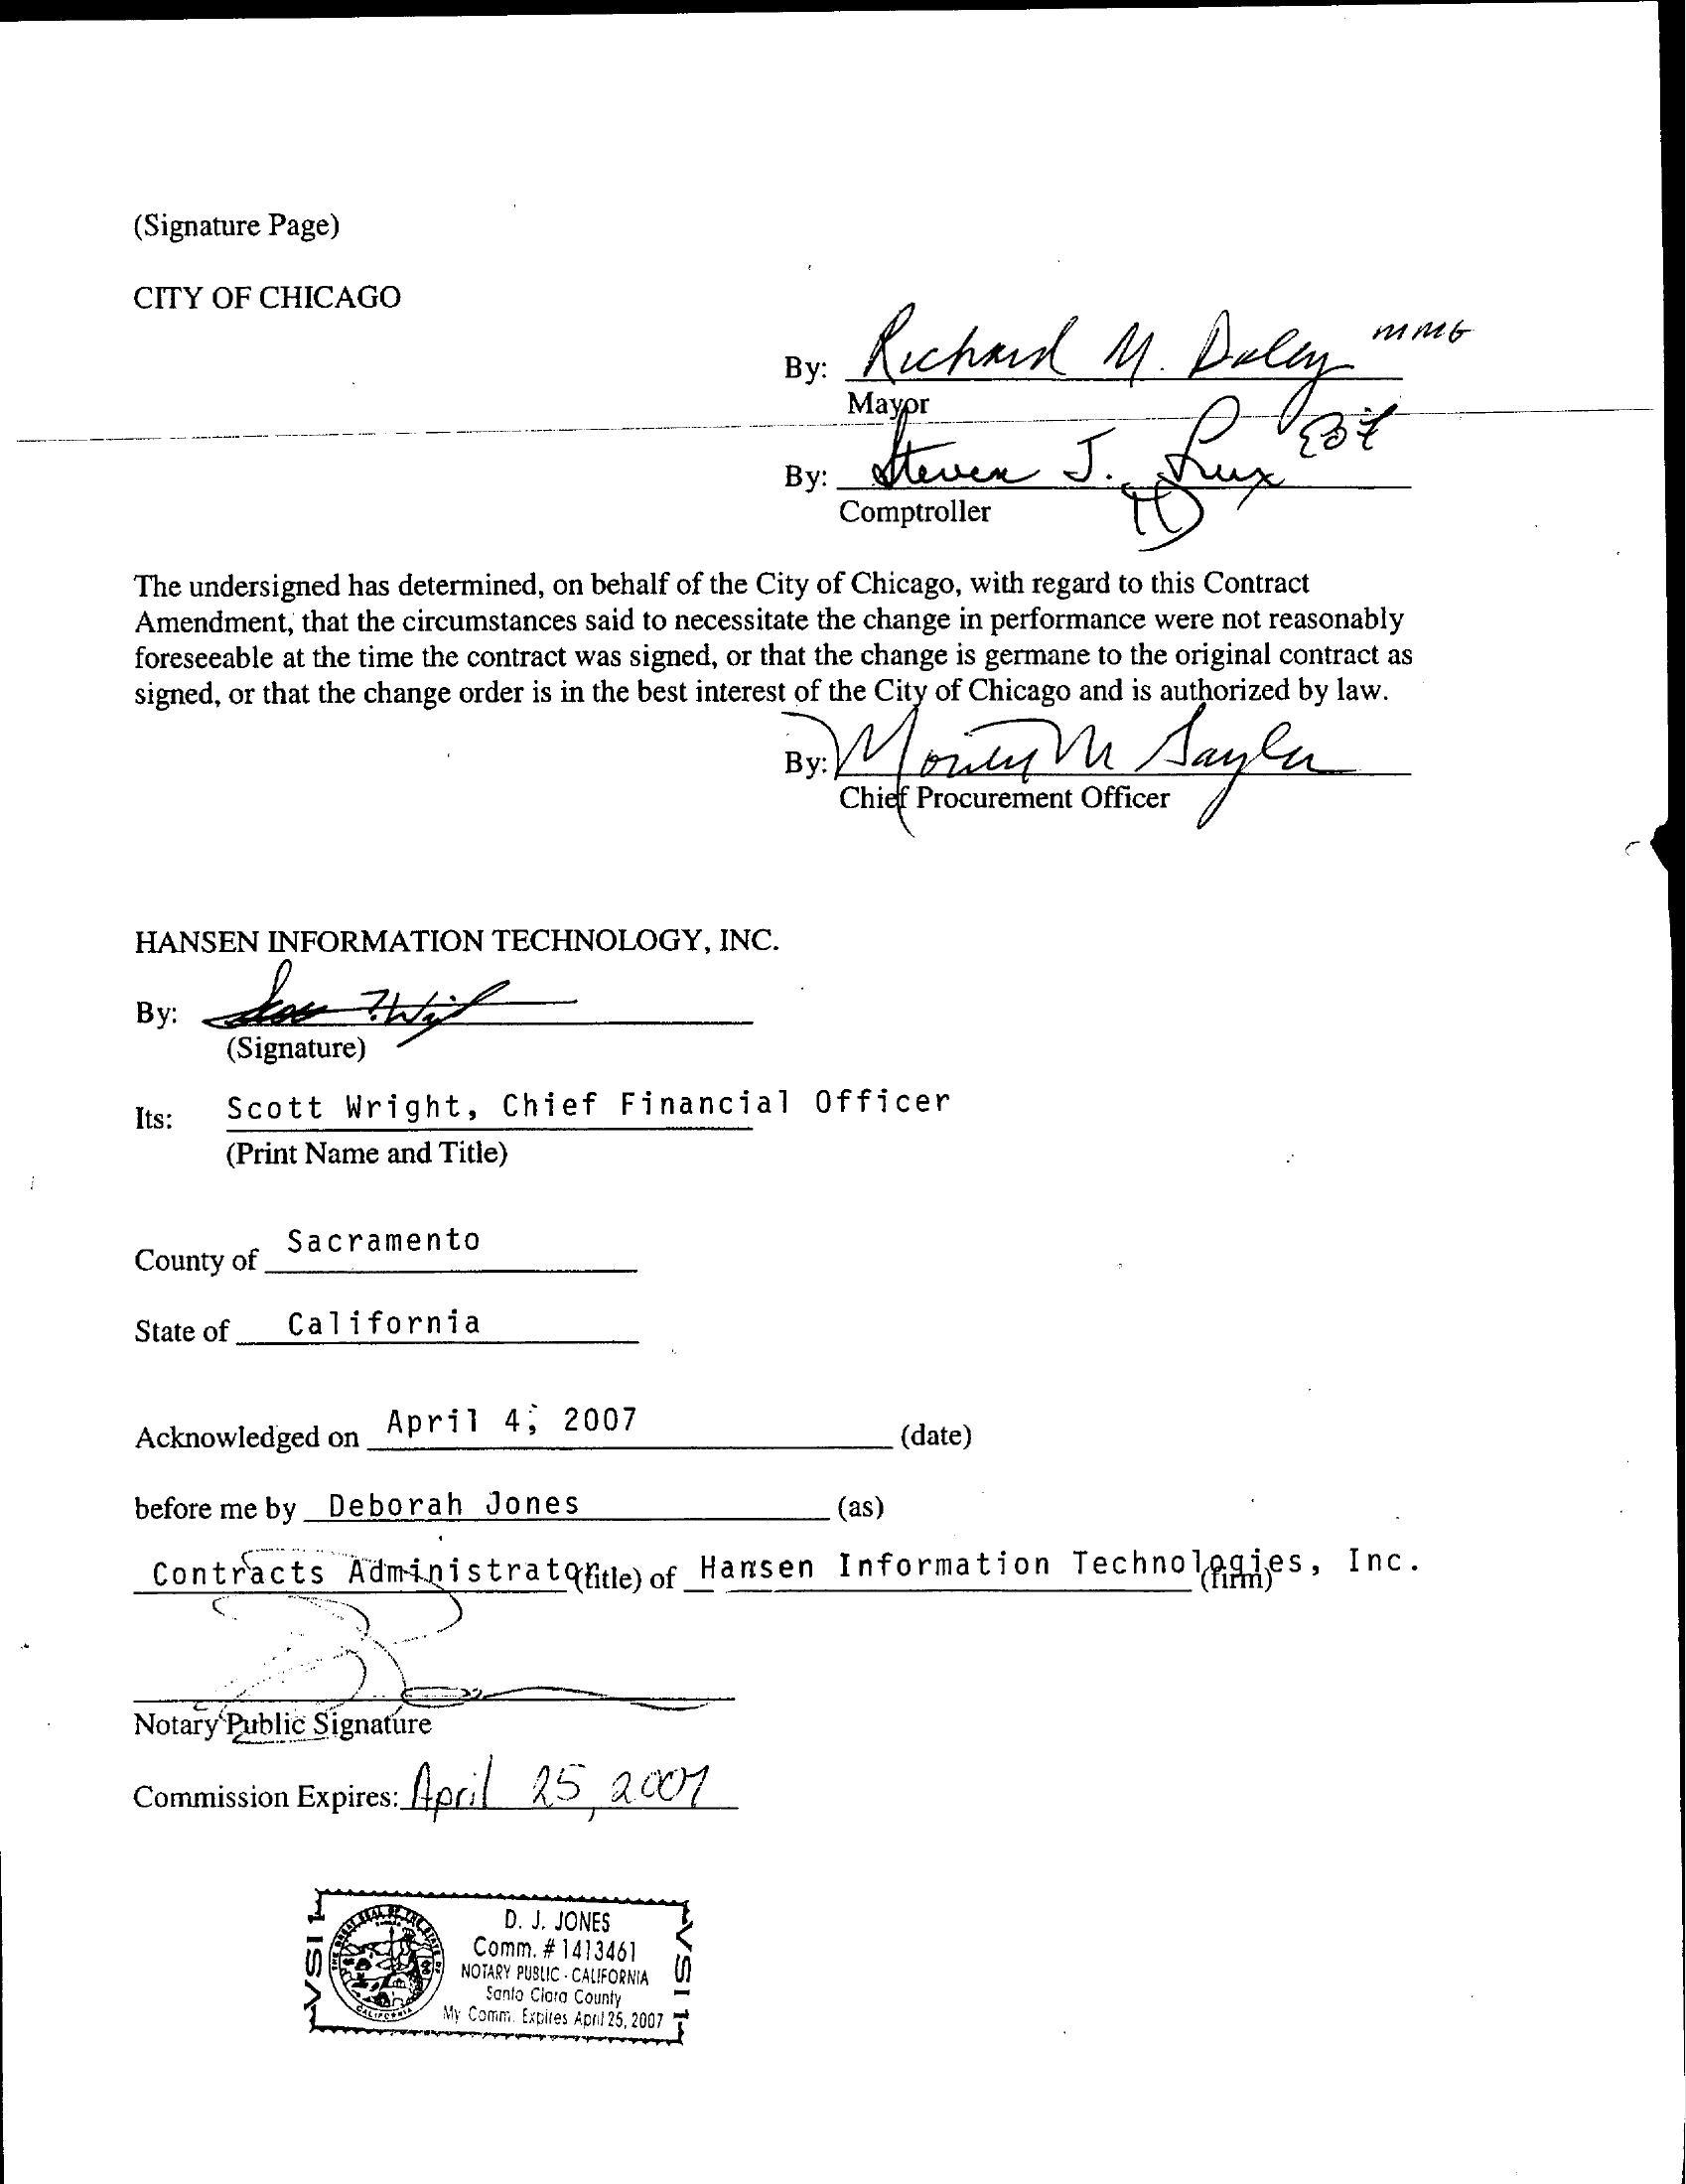 (Signature Page)
CITY OF CHICAGO
By: Richard M. Daley MMG
Mayor
By: Steven J. Lux
Comptroller
The undersigned has determined, on behalf of the City of Chicago, with regard to this Contract
Amendment, that the circumstances said to necessitate the change in performance were not reasonably
foreseeable at the time the contract was signed, or that the change is germane to the original contract as
signed, or that the change order is in the best interest of the City of Chicago and is authorized by law.
By:
Chief Procurement Officer
HANSEN INFORMATION TECHNOLOGY, INC.
By:
(Signature)
Its: Scott Wright, Chief Financial Officer
(Print Name and Title)
County of Sacramento
State of California
Acknowledged on April 4, 2007 (date)
before me by Deborah Jones (as)
Contracts Administrator (title) of Hansen Information Technologies, Inc.
(firm)
Notary Public Signature
Commission Expires: April 25, 2007
D. J. JONES
Comm. # 1413461
NOTARY PUBLIC - CALIFORNIA
Santa Clara County
My Comm. Expires April 25, 2007